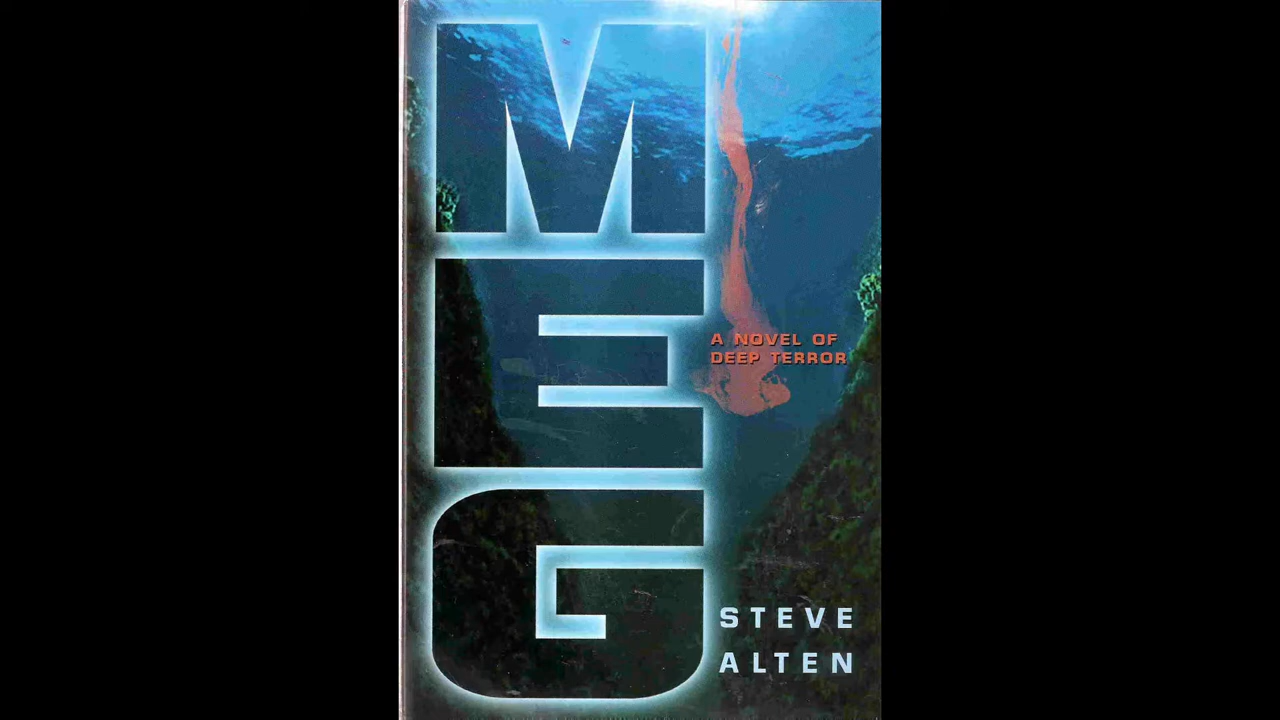 MEG
A NOVEL OF
DEEP TERROR
STEVE
ALTEN